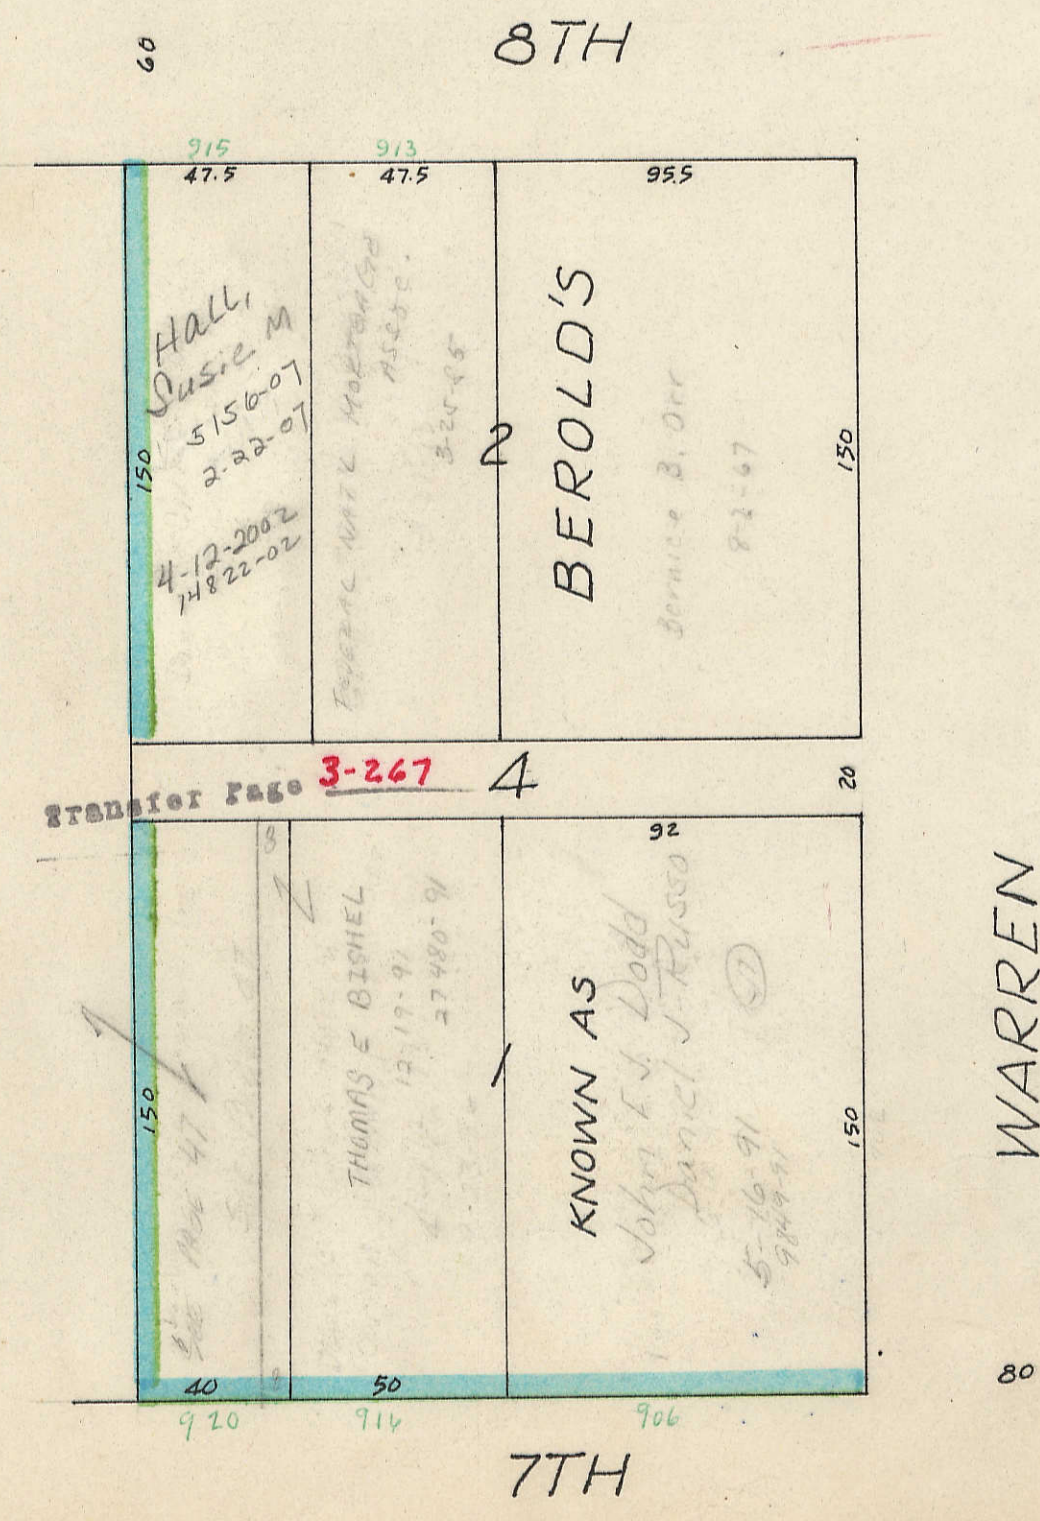 60
8TH
915
913
47.5
47.5
95.5
Hall,
Susie M
5156-07
2-22-07
4-12-2002
14822-02
150
FEDERAL NAT'L MORTGAGE
ASSOC.
3-25-85
2
BEROLD'S
Bernice B. Orr
8-2-67
150
Transfer Page 3-267
4
20
8
92
SEE PAGE 47
150
THOMAS E BISHEL
12-19-91
27480-91
1
KNOWN AS
John F.J. Dodd
Daniel J. Russo
5-16-91
9849-91
150
WARREN
40
50
80
920
914
906
7TH